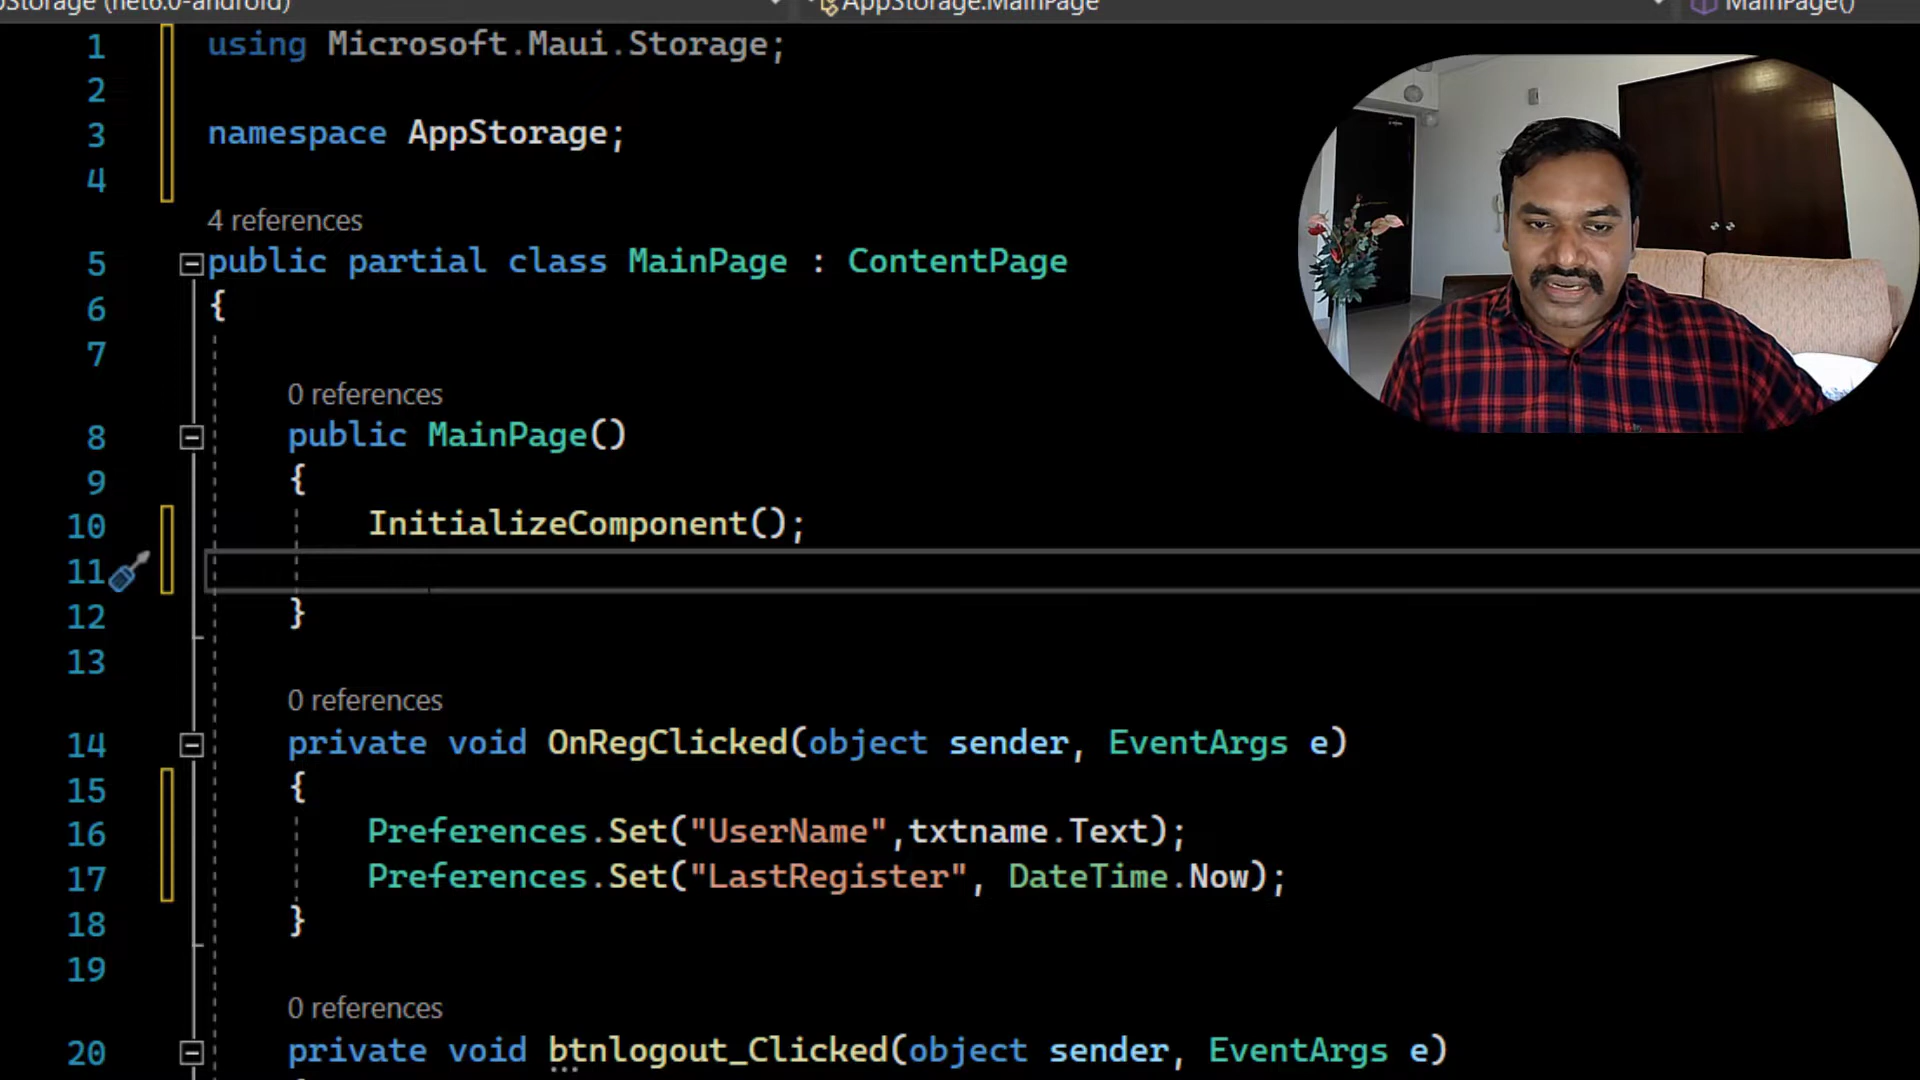 AppStorage.MainPage
MainPage()
1 using Microsoft.Maui.Storage;
2
3 namespace AppStorage;
4
4 references
5 public partial class MainPage : ContentPage
6 {
7
0 references
8 public MainPage()
9 {
10 InitializeComponent();
11
12 }
13
0 references
14 private void OnRegClicked(object sender, EventArgs e)
15 {
16 Preferences.Set("UserName",txtname.Text);
17 Preferences.Set("LastRegister", DateTime.Now);
18 }
19
0 references
20 private void btnlogout_Clicked(object sender, EventArgs e)